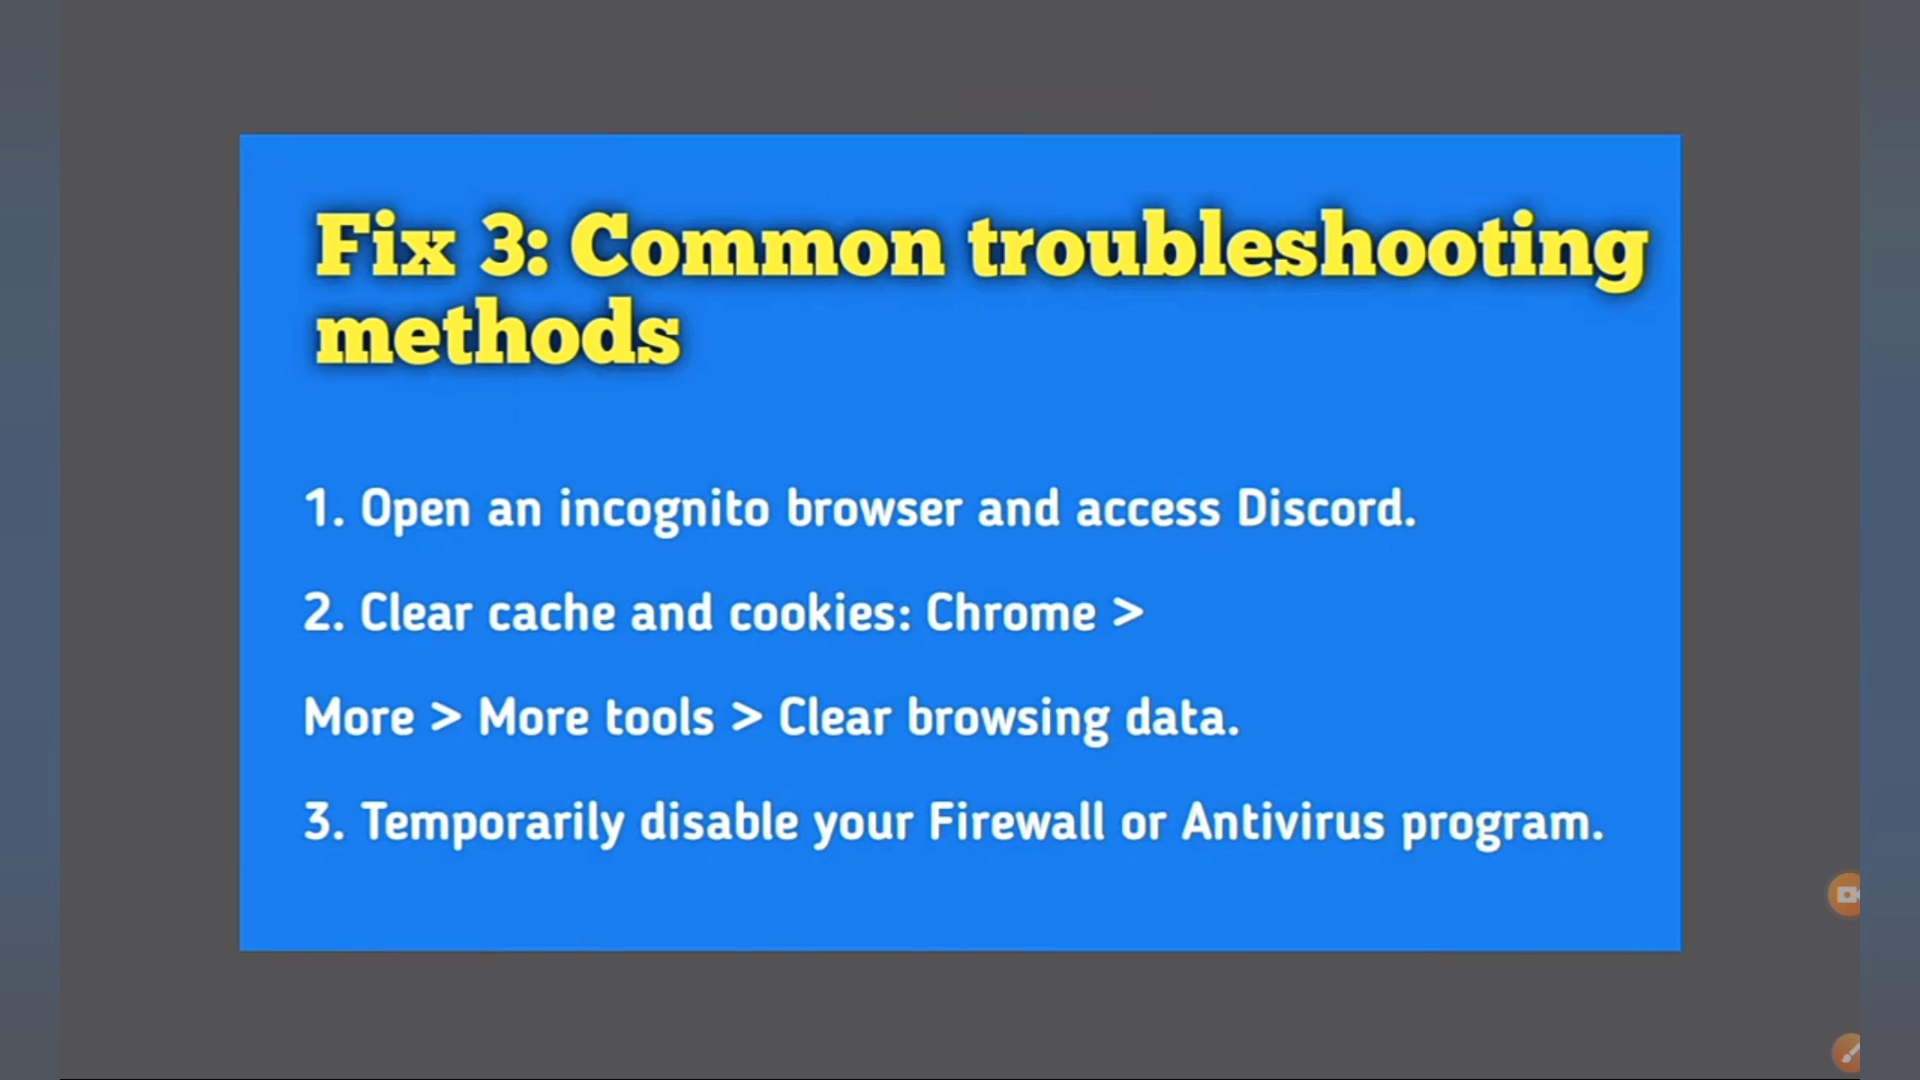 Fix 3: Common troubleshooting
methods
1. Open an incognito browser and access Discord.
2. Clear cache and cookies: Chrome >
More > More tools > Clear browsing data.
3. Temporarily disable your Firewall or Antivirus program.